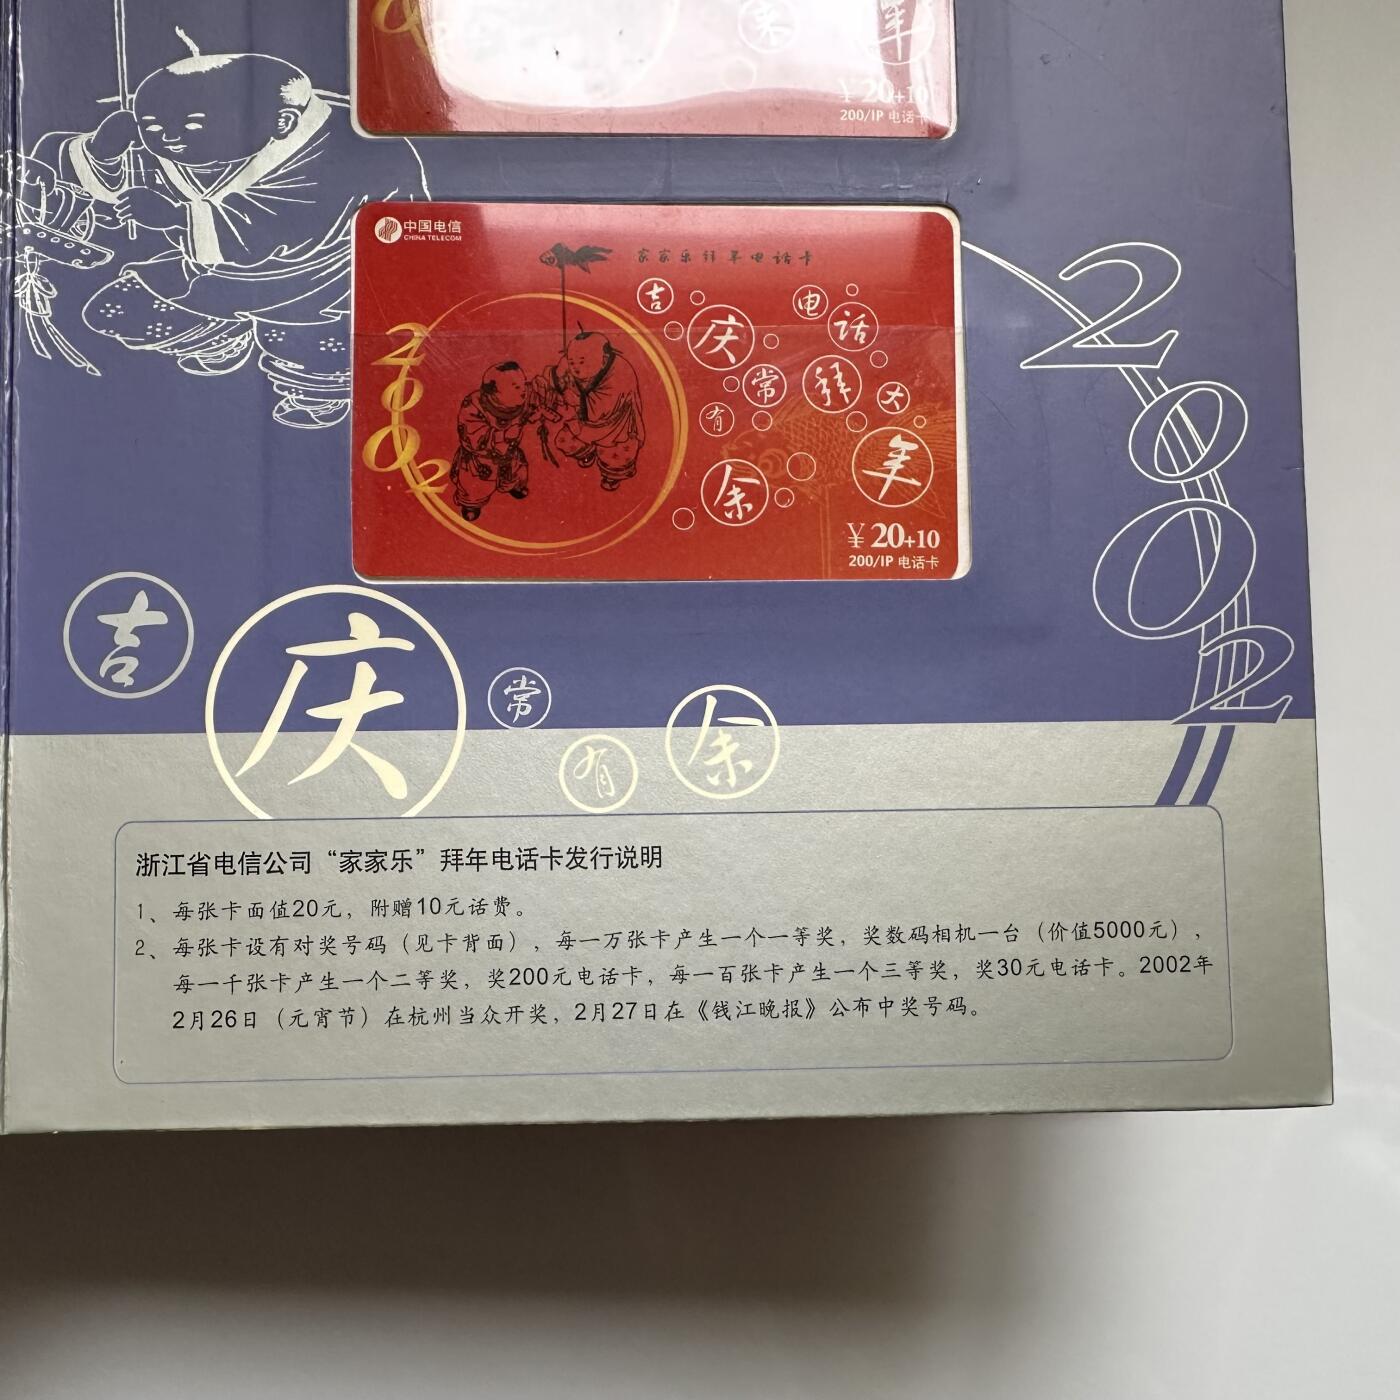 年
¥20+10
200/IP 电话卡
中国电信
CHINA TELECOM
家家乐拜年电话卡
2002
吉庆常有余
电话拜大年
¥20+10
200/IP 电话卡
2002
吉庆常有余
浙江省电信公司“家家乐”拜年电话卡发行说明
1、每张卡面值20元，附赠10元话费。
2、每张卡设有对奖号码（见卡背面），每一万张卡产生一个一等奖，奖数码相机一台（价值5000元），
每一千张卡产生一个二等奖，奖200元电话卡，每一百张卡产生一个三等奖，奖30元电话卡。2002年
2月26日（元宵节）在杭州当众开奖，2月27日在《钱江晚报》公布中奖号码。